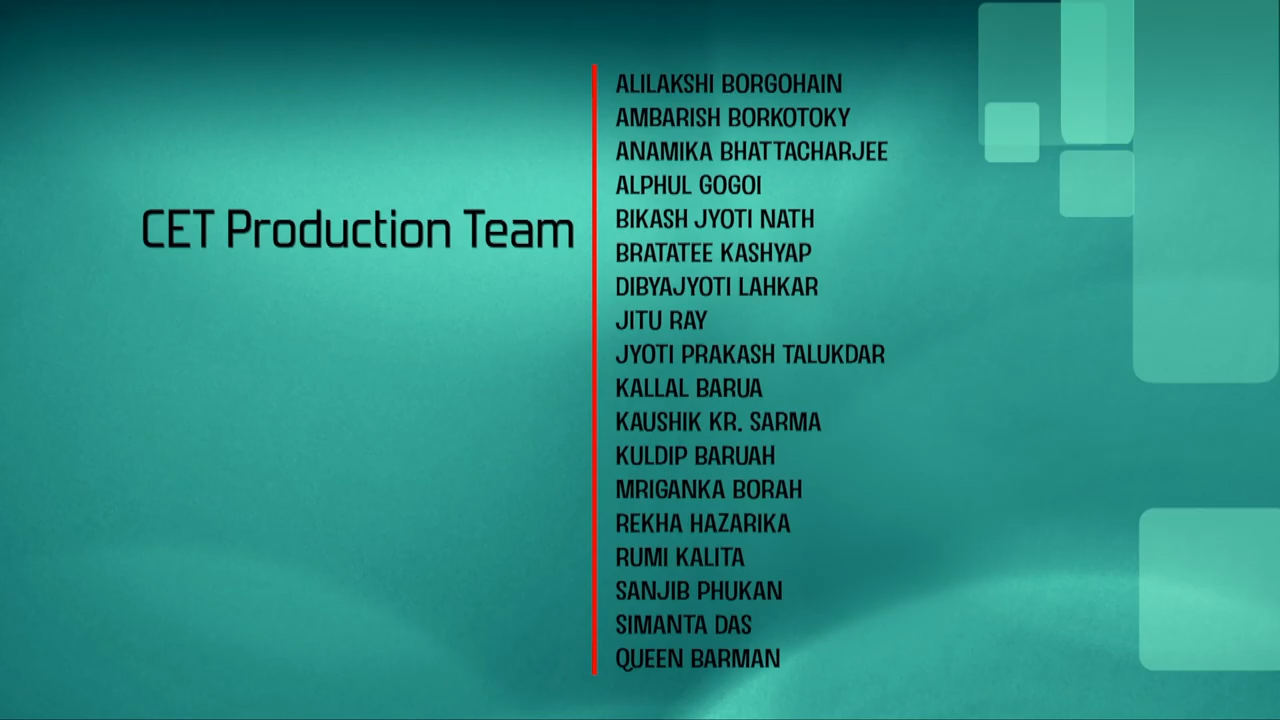 CET Production Team
ALILAKSHI BORGOHAIN
AMBARISH BORKOTOKY
ANAMIKA BHATTACHARJEE
ALPHUL GOGOI
BIKASH JYOTI NATH
BRATATEE KASHYAP
DIBYAJYOTI LAHKAR
JITU RAY
JYOTI PRAKASH TALUKDAR
KALLAL BARUA
KAUSHIK KR. SARMA
KULDIP BARUAH
MRIGANKA BORAH
REKHA HAZARIKA
RUMI KALITA
SANJIB PHUKAN
SIMANTA DAS
QUEEN BARMAN